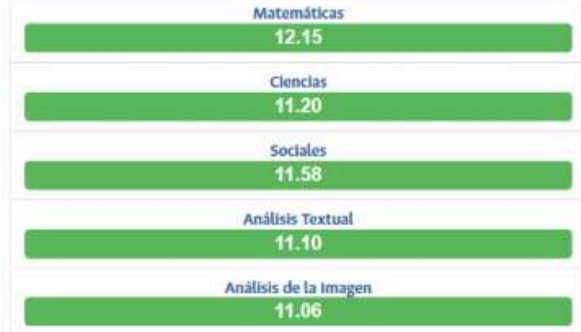 Matemáticas
12.15
Ciencias
11.20
Sociales
11.58
Análisis Textual
11.10
Análisis de la Imagen
11.06